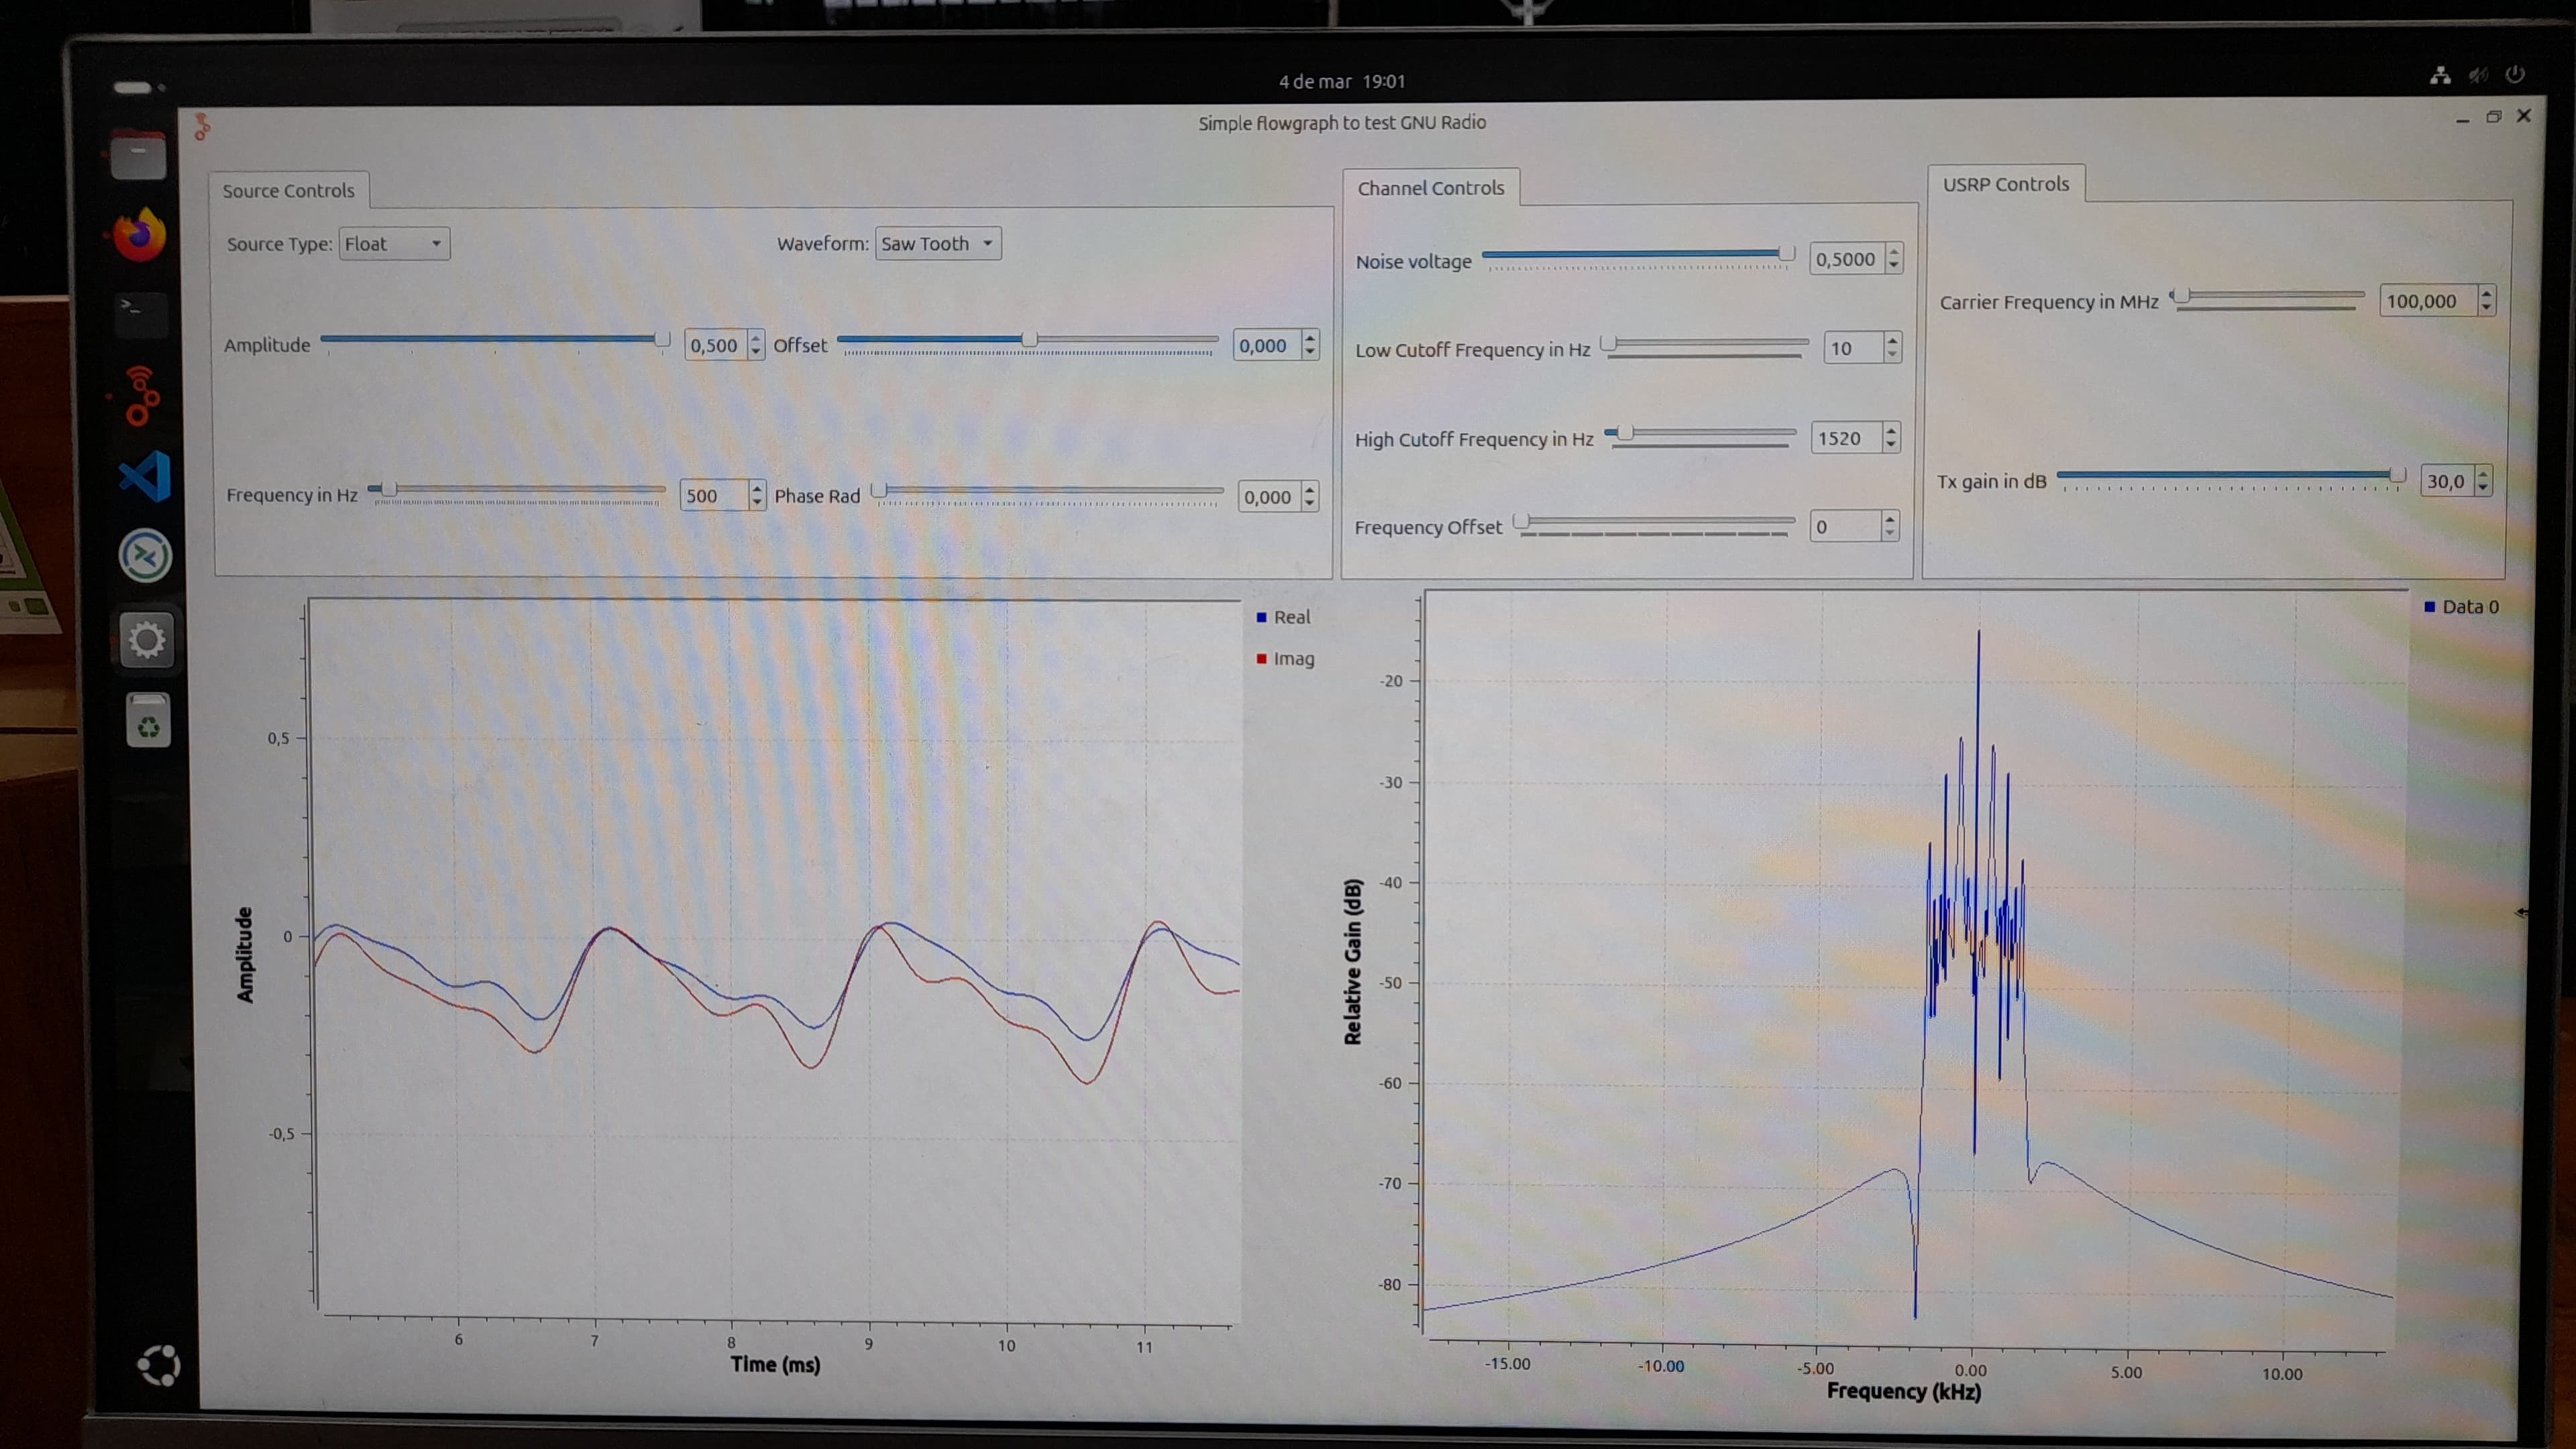 4 de mar 19:01
Simple flowgraph to test GNU Radio
Source Controls
Source Type: Float
Waveform: Saw Tooth
Amplitude 0,500
Offset 0,000
Frequency in Hz 500
Phase Rad 0,000
Channel Controls
Noise voltage 0,5000
Low Cutoff Frequency in Hz 10
High Cutoff Frequency in Hz 1520
Frequency Offset 0
USRP Controls
Carrier Frequency in MHz 100,000
Tx gain in dB 30,0
Real
Imag
Amplitude
0,5
0
-0,5
6 7 8 9 10 11
Time (ms)
Data 0
Relative Gain (dB)
-20
-30
-40
-50
-60
-70
-80
-15.00 -10.00 -5.00 0.00 5.00 10.00
Frequency (kHz)